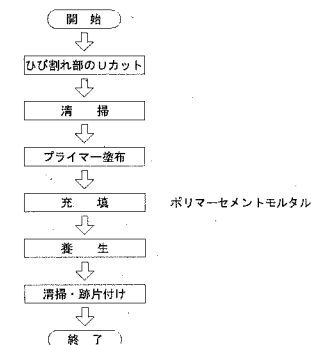 開　始
ひび割れ部のUカット
清　掃
プライマー塗布
充　填　ポリマーセメントモルタル
養　生
清掃・跡片付け
終　了